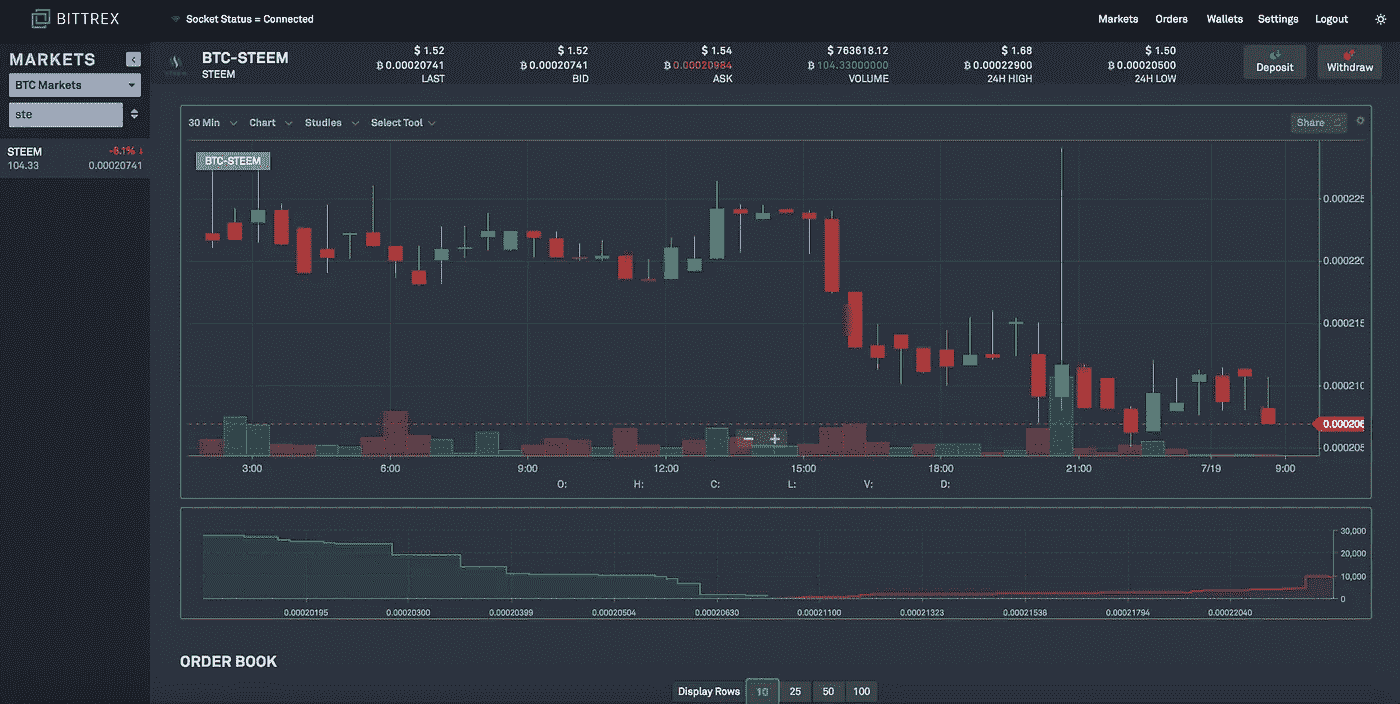 BITTREX
Socket Status = Connected
Markets Orders Wallets Settings Logout
MARKETS
BTC Markets
ste
STEEM -6.1% ↓
104.33 0.00020741
BTC-STEEM
STEEM
$ 1.52
฿ 0.00020741
LAST
$ 1.52
฿ 0.00020741
BID
$ 1.54
฿ 0.00020984
ASK
$ 763618.12
฿ 104.33000000
VOLUME
$ 1.68
฿ 0.00022900
24H HIGH
$ 1.50
฿ 0.00020500
24H LOW
Deposit
Withdraw
30 Min Chart Studies Select Tool
Share
BTC-STEEM
0.000225
0.000220
0.000215
0.000210
0.000206
0.000205
3:00 6:00 9:00 12:00 15:00 18:00 21:00 7/19 9:00
O: H: C: L: V: D:
30,000
20,000
10,000
0
0.00020195 0.00020300 0.00020399 0.00020504 0.00020630 0.00021100 0.00021323 0.00021536 0.00021794 0.00022040
ORDER BOOK
Display Rows 10 25 50 100